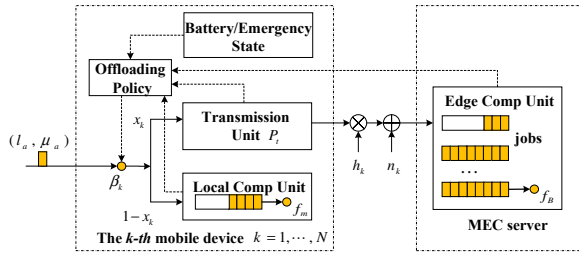 Battery/Emergency
State
Offloading
Policy
Edge Comp Unit
jobs
...
f_B
MEC server
x_k
Transmission
Unit P_t
h_k
n_k
(l_a , μ_a)
β_k
1−x_k
Local Comp Unit
f_m
The k-th mobile device k = 1, ⋯, N